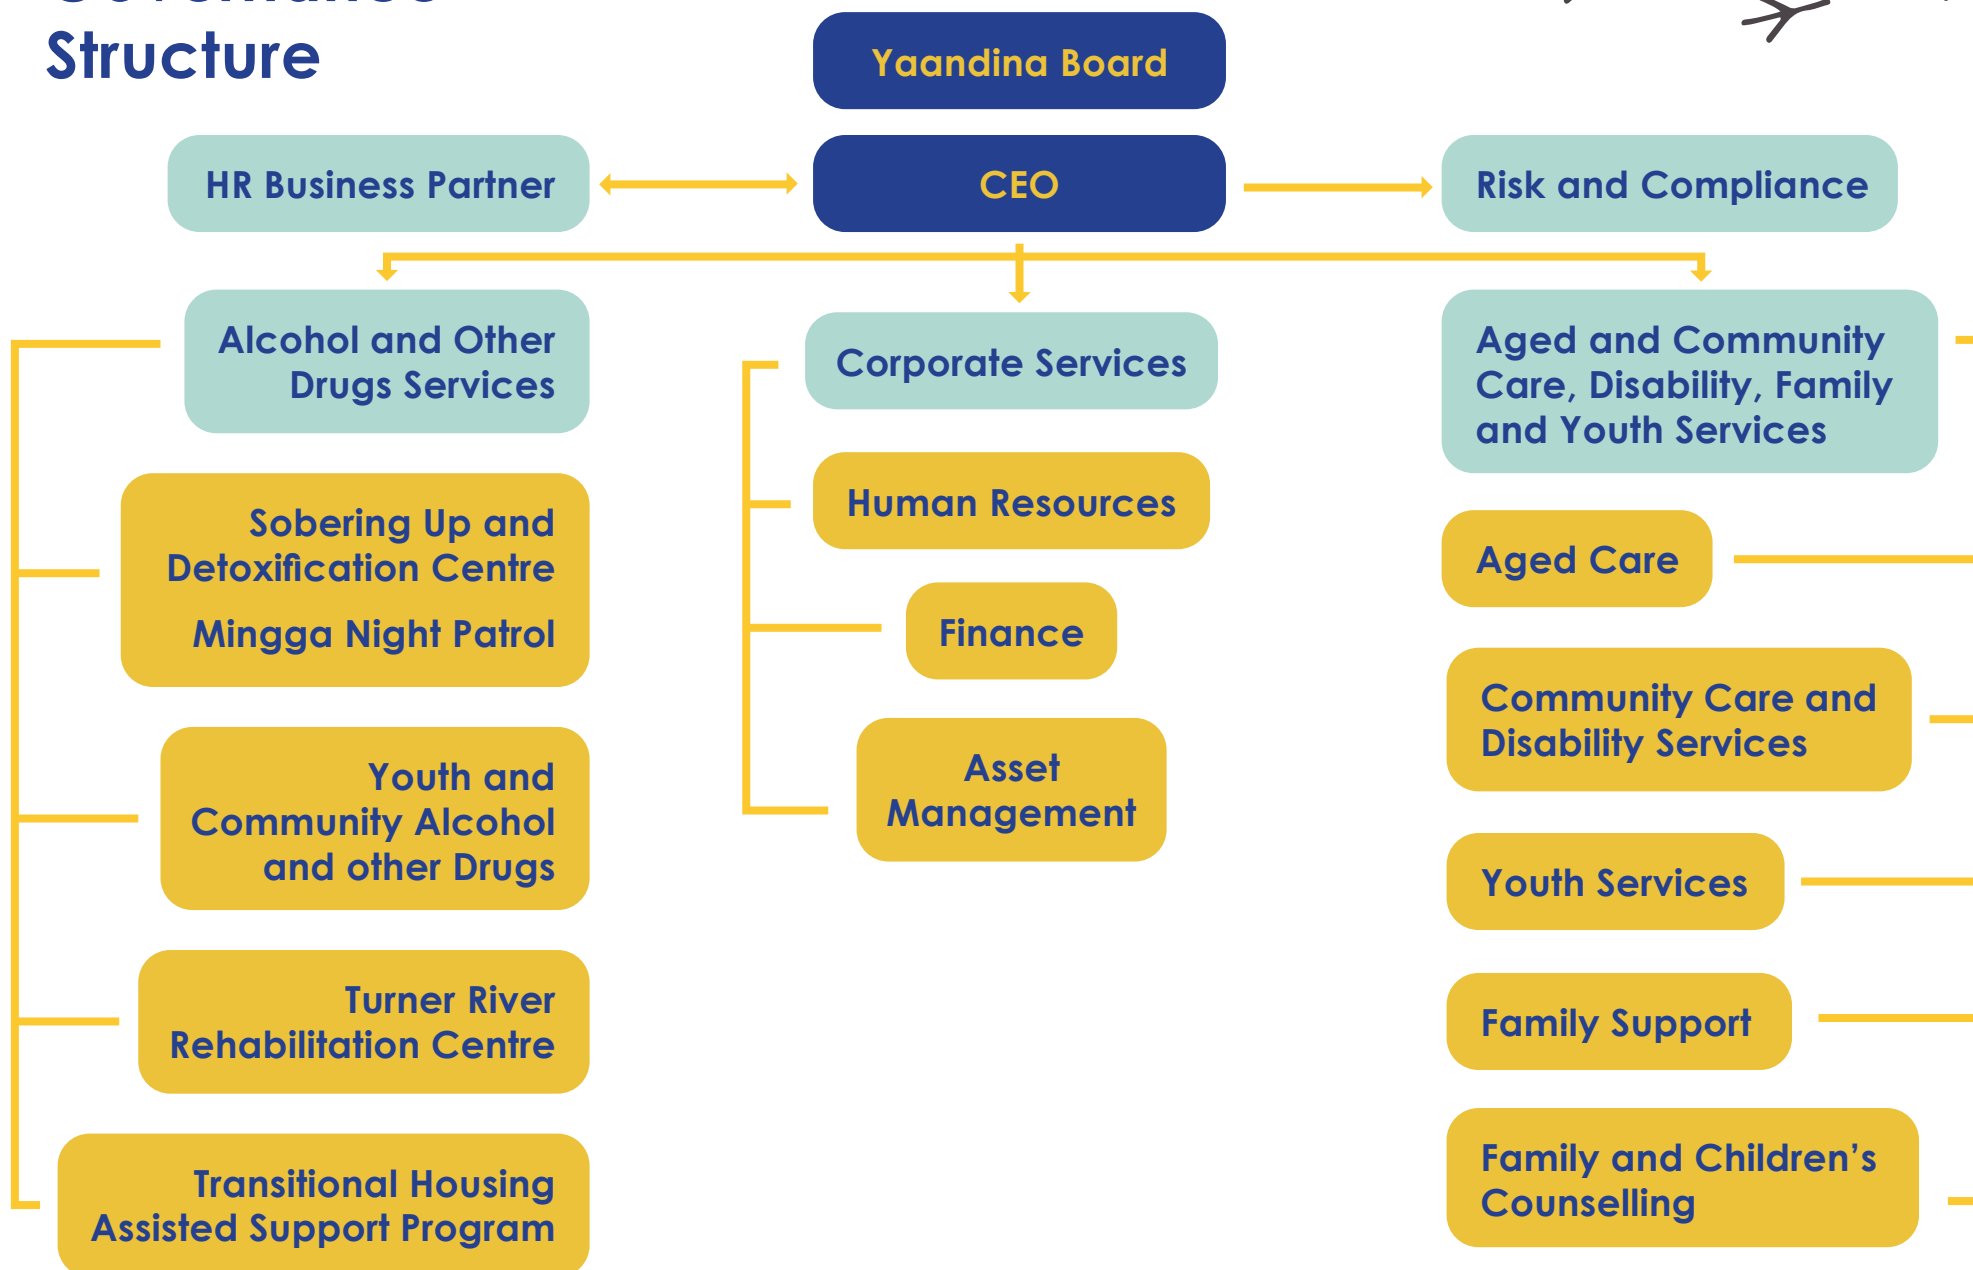 Structure
Yaandina Board
HR Business Partner
CEO
Risk and Compliance
Alcohol and Other
Drugs Services
Sobering Up and
Detoxification Centre
Mingga Night Patrol
Youth and
Community Alcohol
and other Drugs
Turner River
Rehabilitation Centre
Transitional Housing
Assisted Support Program
Corporate Services
Human Resources
Finance
Asset
Management
Aged and Community
Care, Disability, Family
and Youth Services
Aged Care
Community Care and
Disability Services
Youth Services
Family Support
Family and Children’s
Counselling